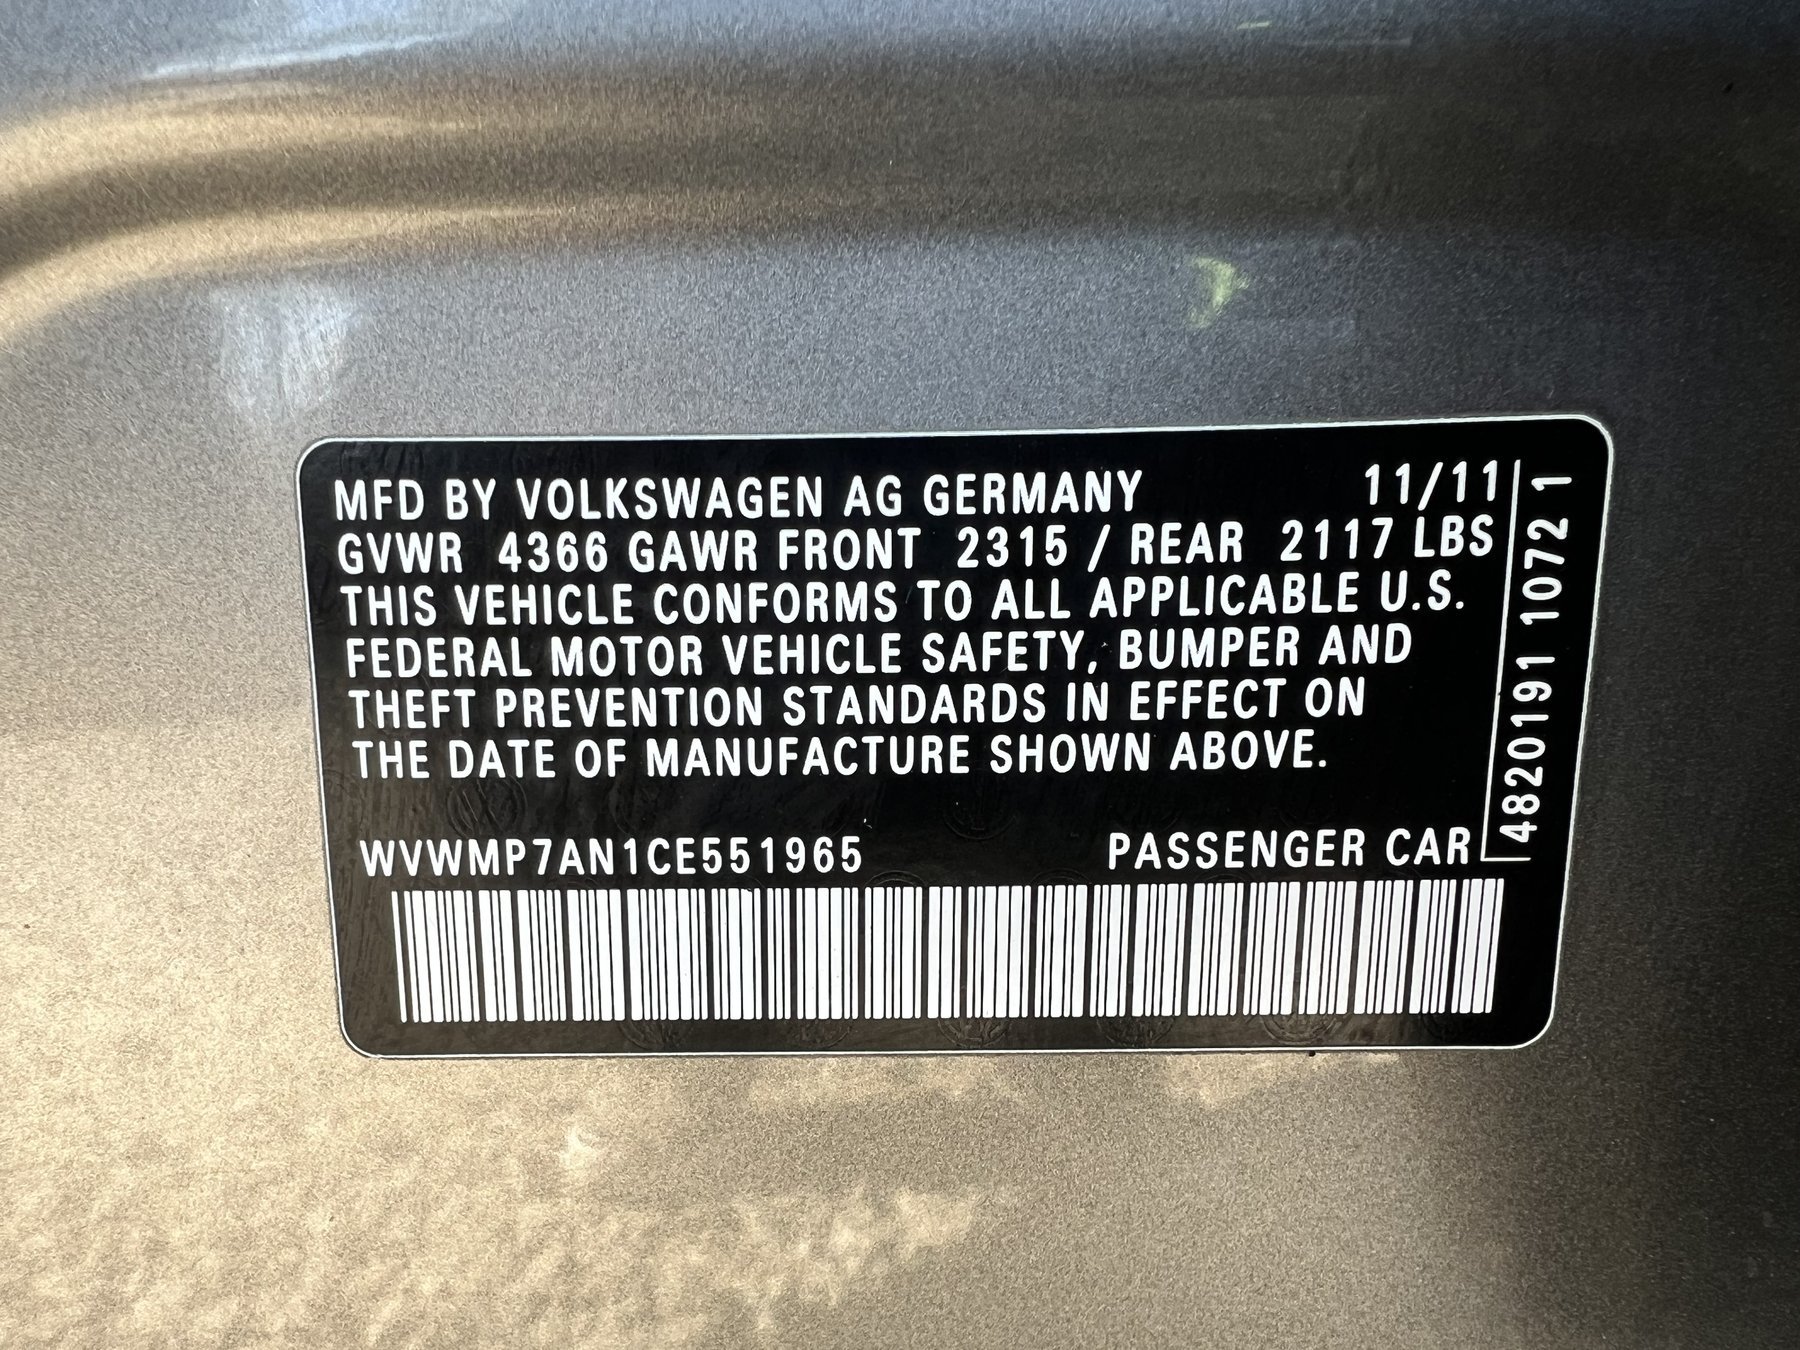 MFD BY VOLKSWAGEN AG GERMANY 11/11
GVWR 4366 GAWR FRONT 2315 / REAR 2117 LBS
THIS VEHICLE CONFORMS TO ALL APPLICABLE U.S.
FEDERAL MOTOR VEHICLE SAFETY, BUMPER AND
THEFT PREVENTION STANDARDS IN EFFECT ON
THE DATE OF MANUFACTURE SHOWN ABOVE.
WVWMP7AN1CE551965 PASSENGER CAR
4820191 10721